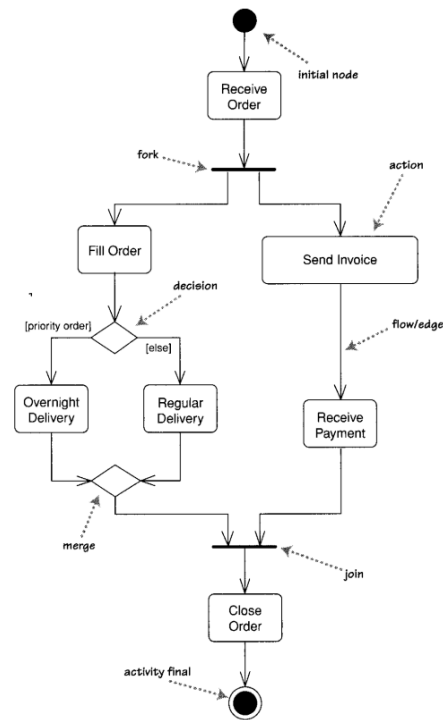 initial node
Receive
Order
fork
action
Fill Order
Send Invoice
decision
[priority order]
[else]
flow/edge
Overnight
Delivery
Regular
Delivery
Receive
Payment
merge
join
Close
Order
activity final